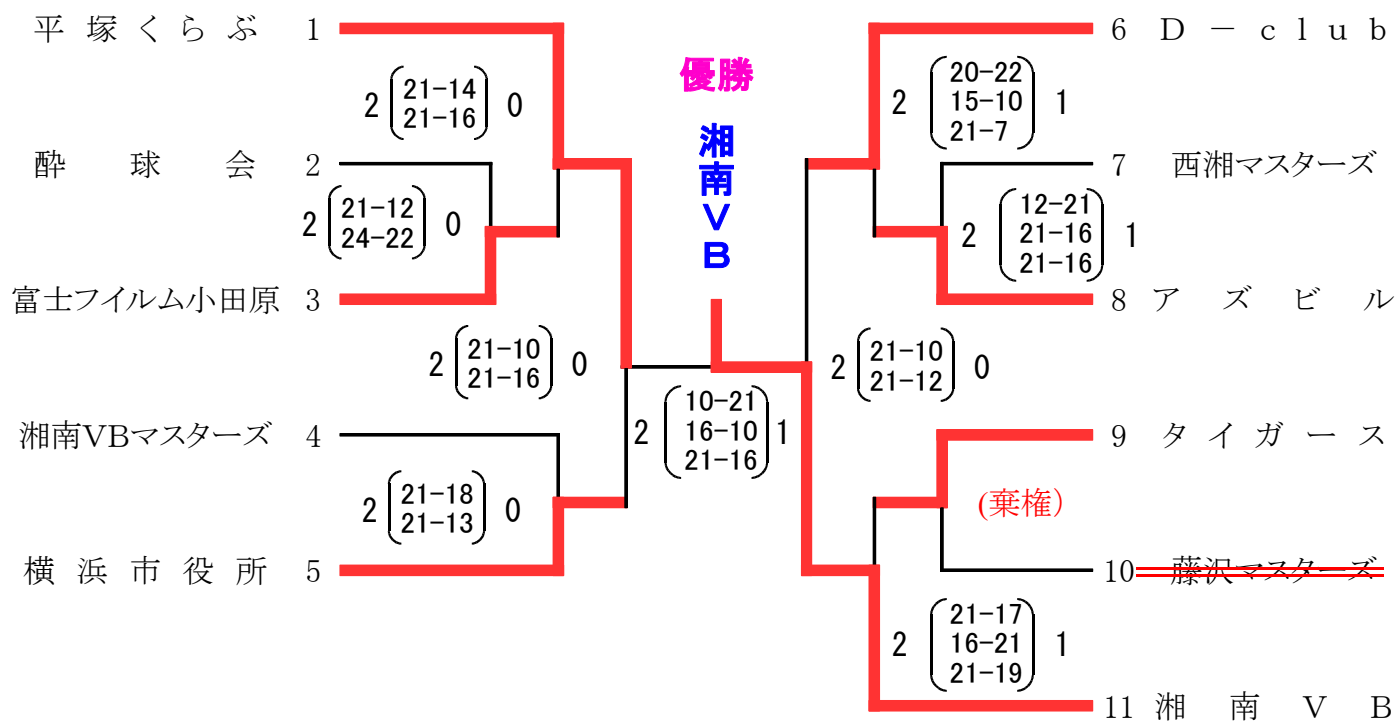 平塚くらぶ 1
2 21-14 0
21-16
酔球会 2
2 21-12 0
24-22
富士フイルム小田原 3
2 21-10 0
21-16
湘南VBマスターズ 4
2 21-18 0
21-13
横浜市役所 5
優勝
湘南VB
10-21
2 16-10 1
21-16
6 D－club
20-22
2 15-10 1
21-7
7 西湘マスターズ
12-21
2 21-16 1
21-16
8 アズビル
2 21-10 0
21-12
9 タイガース
(棄権)
10 藤沢マスターズ
21-17
2 16-21 1
21-19
11 湘南VB